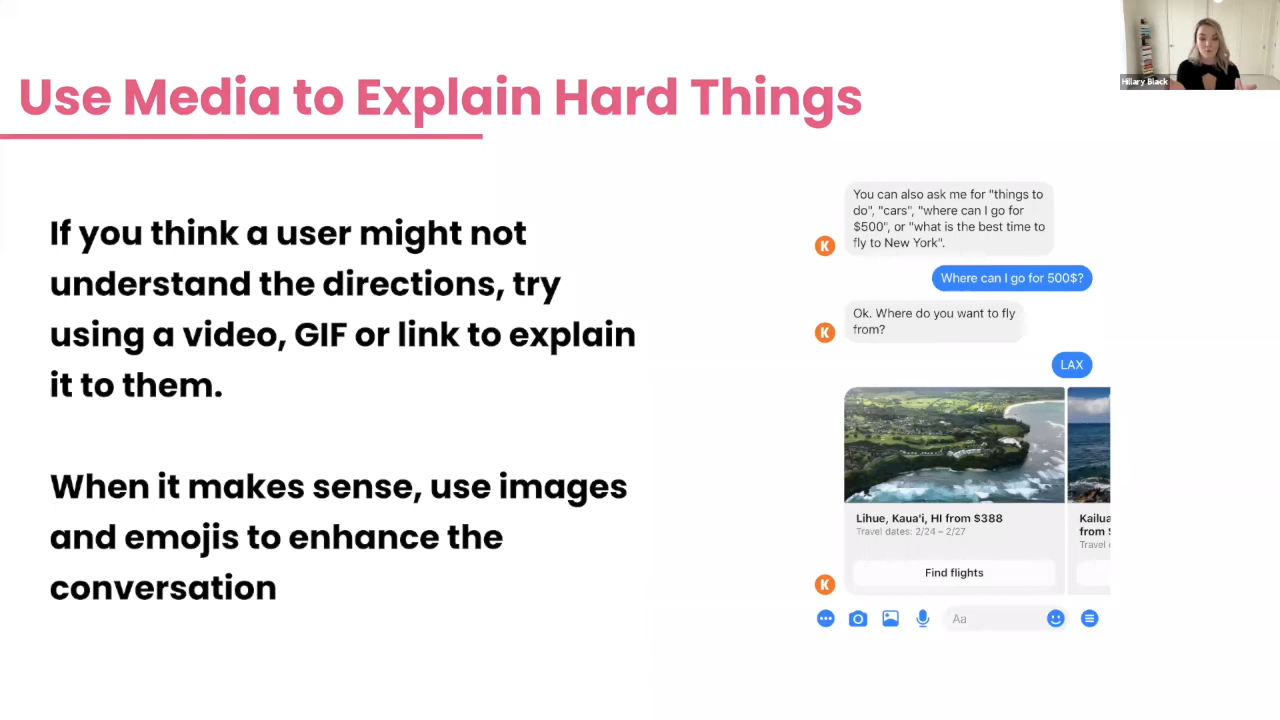 Hillary Black
Use Media to Explain Hard Things
If you think a user might not
understand the directions, try
using a video, GIF or link to explain
it to them.
When it makes sense, use images
and emojis to enhance the
conversation
You can also ask me for "things to
do", "cars", "where can I go for
$500", or "what is the best time to
fly to New York".
K
Where can I go for 500$?
Ok. Where do you want to fly
from?
K
LAX
Lihue, Kaua'i, HI from $388
Travel dates: 2/24 – 2/27
Find flights
Kailua
from $
Travel
K
Aa